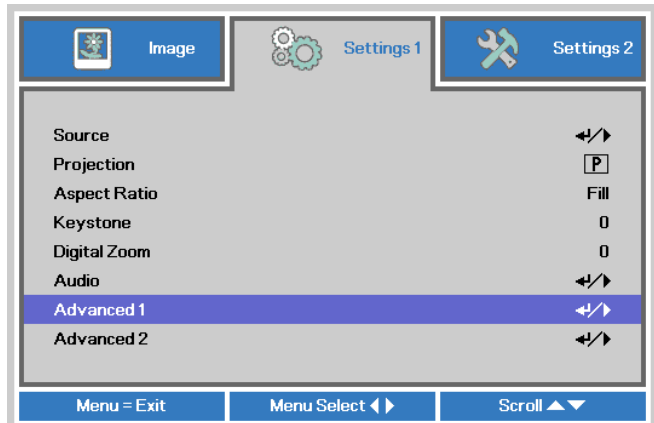 Image
Settings 1
Settings 2
Source
Projection P
Aspect Ratio Fill
Keystone 0
Digital Zoom 0
Audio
Advanced 1
Advanced 2
Menu = Exit
Menu Select
Scroll